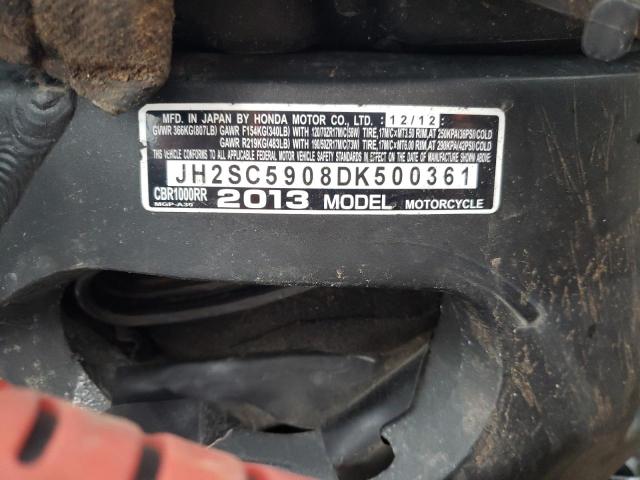 MFD. IN JAPAN BY HONDA MOTOR CO., LTD. 12/12
GVWR 366KG(807LB) GAWR F154KG(340LB) WITH 120/70ZR17M/C(58W) TIRE, 17M/C×MT3.50 RIM, AT 250KPA(36PSI)COLD
GAWR R219KG(483LB) WITH 190/50ZR17M/C(73W) TIRE, 17M/C×MT6.00 RIM, AT 290KPA(42PSI)COLD
THIS VEHICLE CONFORMS TO ALL APPLICABLE FEDERAL MOTOR VEHICLE SAFETY STANDARDS IN EFFECT ON THE DATE OF MANUFACTURE SHOWN ABOVE.
JH2SC5908DK500361
CBR1000RR 2013 MODEL MOTORCYCLE
MGP-A30